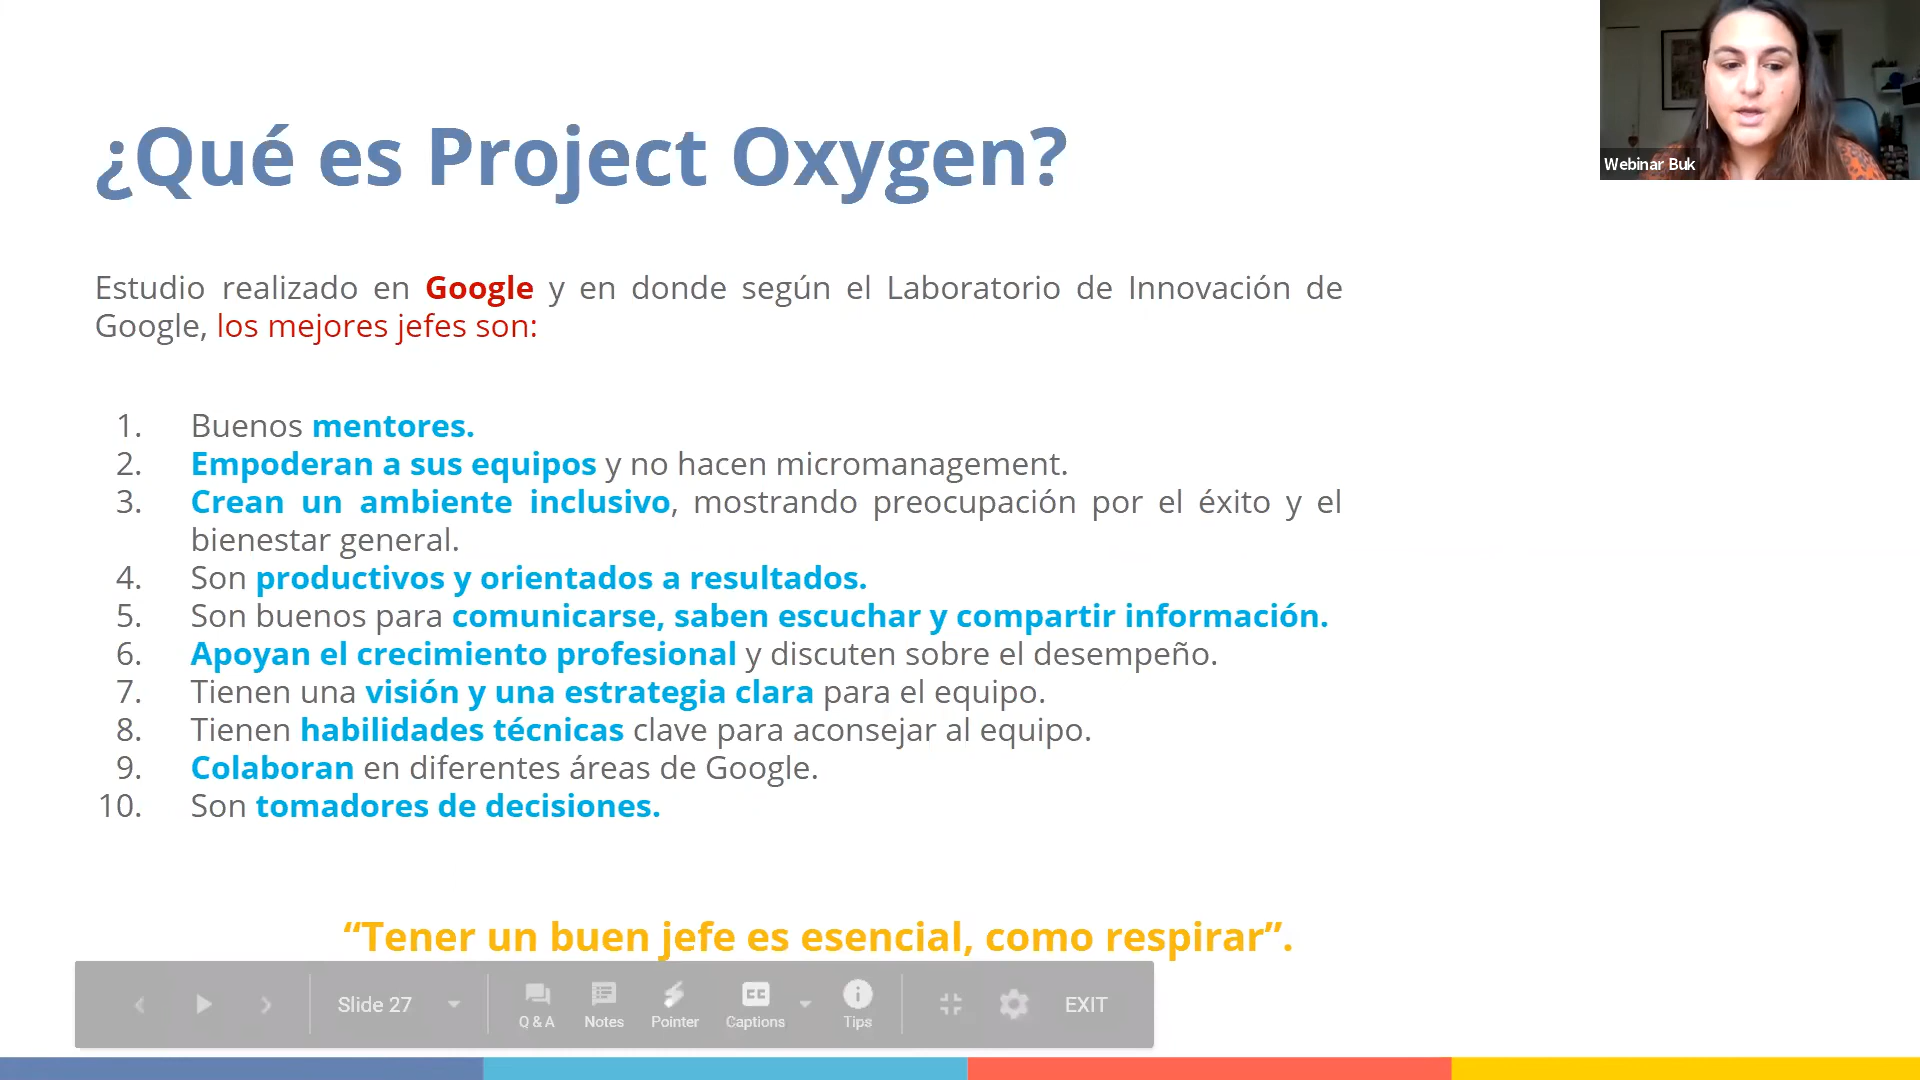 ¿Qué es Project Oxygen?
Webinar Buk
Estudio realizado en Google y en donde según el Laboratorio de Innovación de
Google, los mejores jefes son:
1. Buenos mentores.
2. Empoderan a sus equipos y no hacen micromanagement.
3. Crean un ambiente inclusivo, mostrando preocupación por el éxito y el
bienestar general.
4. Son productivos y orientados a resultados.
5. Son buenos para comunicarse, saben escuchar y compartir información.
6. Apoyan el crecimiento profesional y discuten sobre el desempeño.
7. Tienen una visión y una estrategia clara para el equipo.
8. Tienen habilidades técnicas clave para aconsejar al equipo.
9. Colaboran en diferentes áreas de Google.
10. Son tomadores de decisiones.
“Tener un buen jefe es esencial, como respirar”.
Slide 27 Q & A Notes Pointer CC Captions Tips EXIT